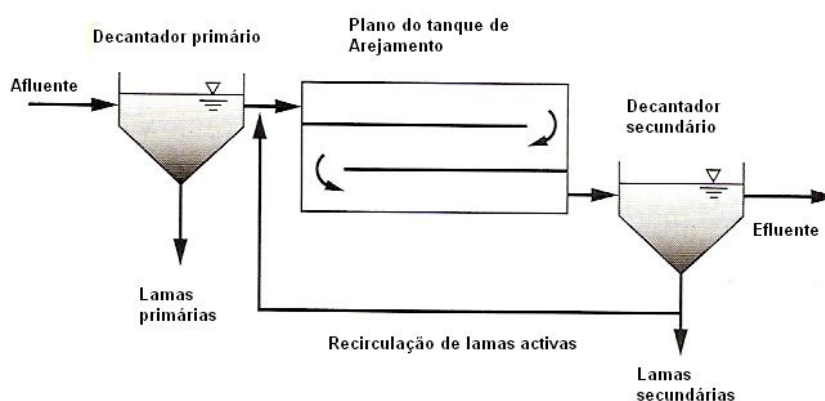 Decantador primário
Plano do tanque de
Arejamento
Afluente
Decantador
secundário
Efluente
Lamas
primárias
Recirculação de lamas activas
Lamas
secundárias